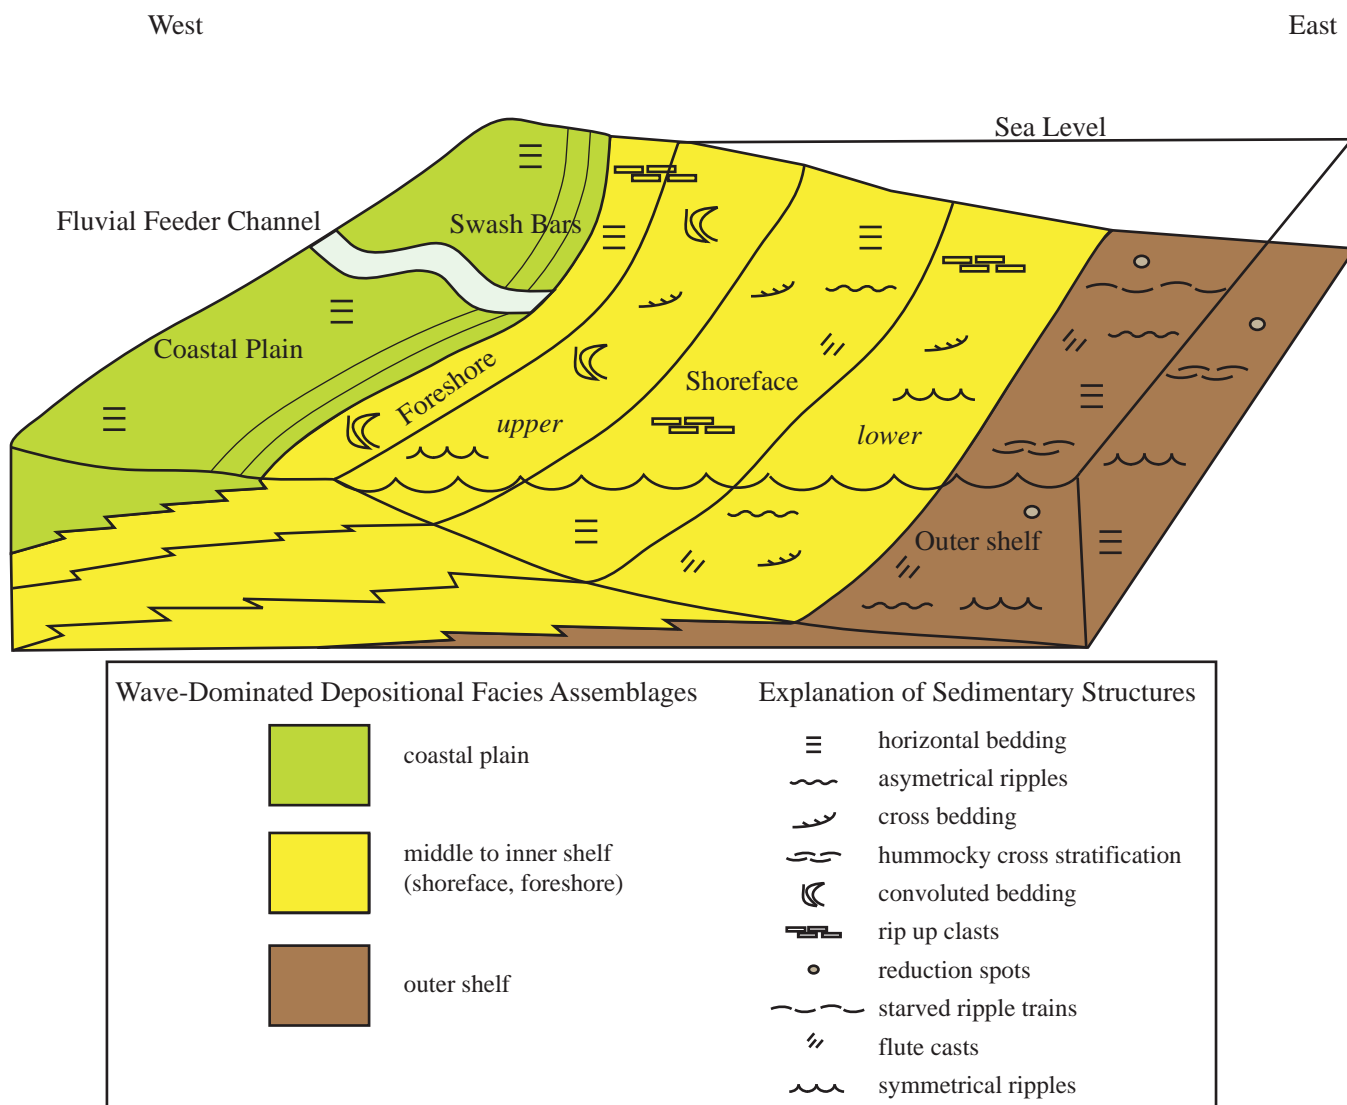 West
East
Sea Level
Fluvial Feeder Channel
Swash Bars
Coastal Plain
Foreshore
Shoreface
upper
lower
Outer shelf
Wave-Dominated Depositional Facies Assemblages
coastal plain
middle to inner shelf
(shoreface, foreshore)
outer shelf
Explanation of Sedimentary Structures
horizontal bedding
asymetrical ripples
cross bedding
hummocky cross stratification
convoluted bedding
rip up clasts
reduction spots
starved ripple trains
flute casts
symmetrical ripples